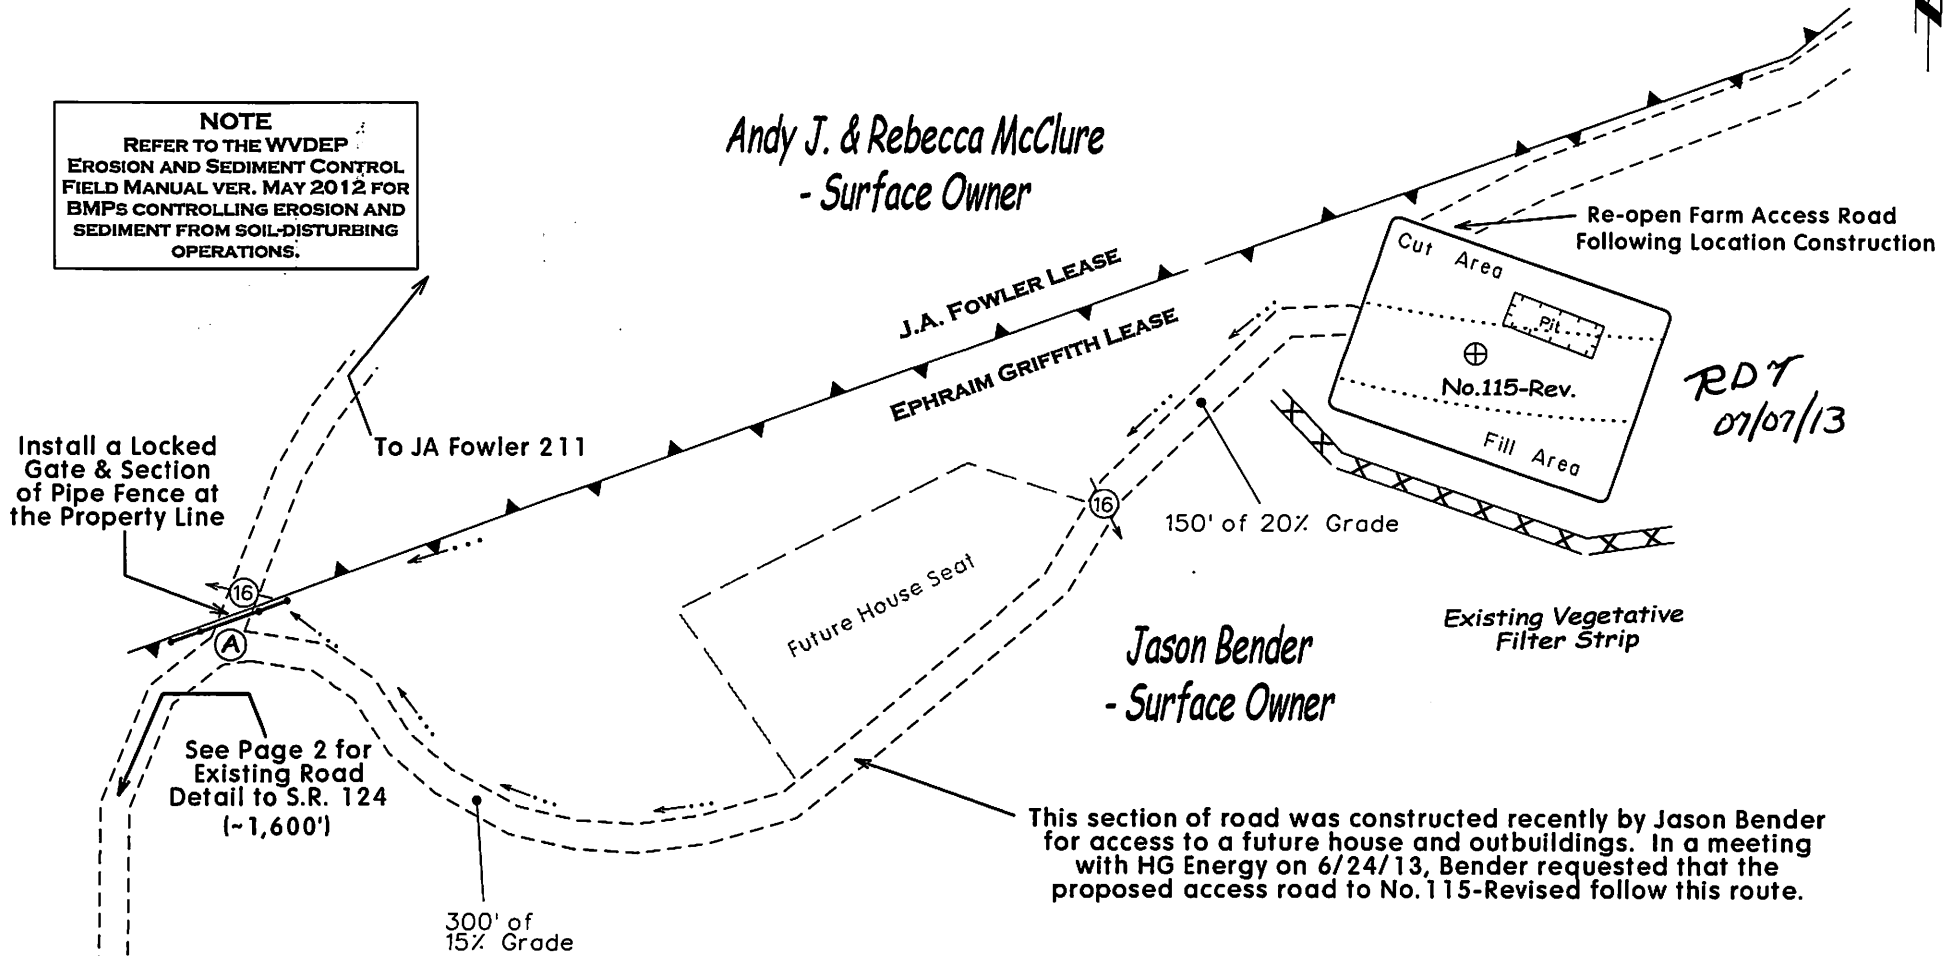 NOTE
REFER TO THE WVDEP
EROSION AND SEDIMENT CONTROL
FIELD MANUAL VER. MAY 2012 FOR
BMPS CONTROLLING EROSION AND
SEDIMENT FROM SOIL-DISTURBING
OPERATIONS.
Andy J. & Rebecca McClure
- Surface Owner
Re-open Farm Access Road
Following Location Construction
Cut Area
Pit
No.115-Rev.
Fill Area
RDY
07/07/13
J.A. FOWLER LEASE
EPHRAIM GRIFFITH LEASE
To JA Fowler 211
Install a Locked
Gate & Section
of Pipe Fence at
the Property Line
16
A
16
150' of 20% Grade
Future House Seat
Existing Vegetative
Filter Strip
Jason Bender
- Surface Owner
See Page 2 for
Existing Road
Detail to S.R. 124
(~1,600')
This section of road was constructed recently by Jason Bender
for access to a future house and outbuildings. In a meeting
with HG Energy on 6/24/13, Bender requested that the
proposed access road to No.115-Revised follow this route.
300' of
15% Grade